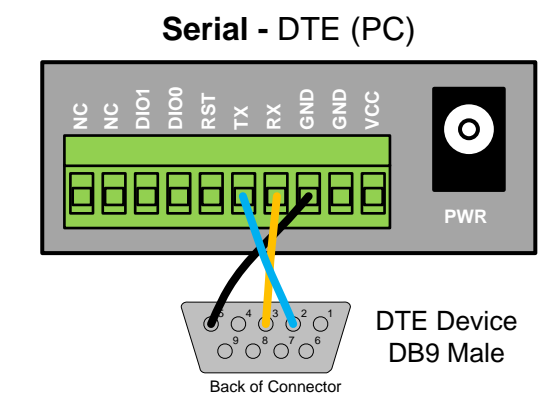 Serial - DTE (PC)
NC NC DIO1 DIO0 RST TX RX GND GND VCC
PWR
5 4 3 2 1
9 8 7 6
DTE Device
DB9 Male
Back of Connector